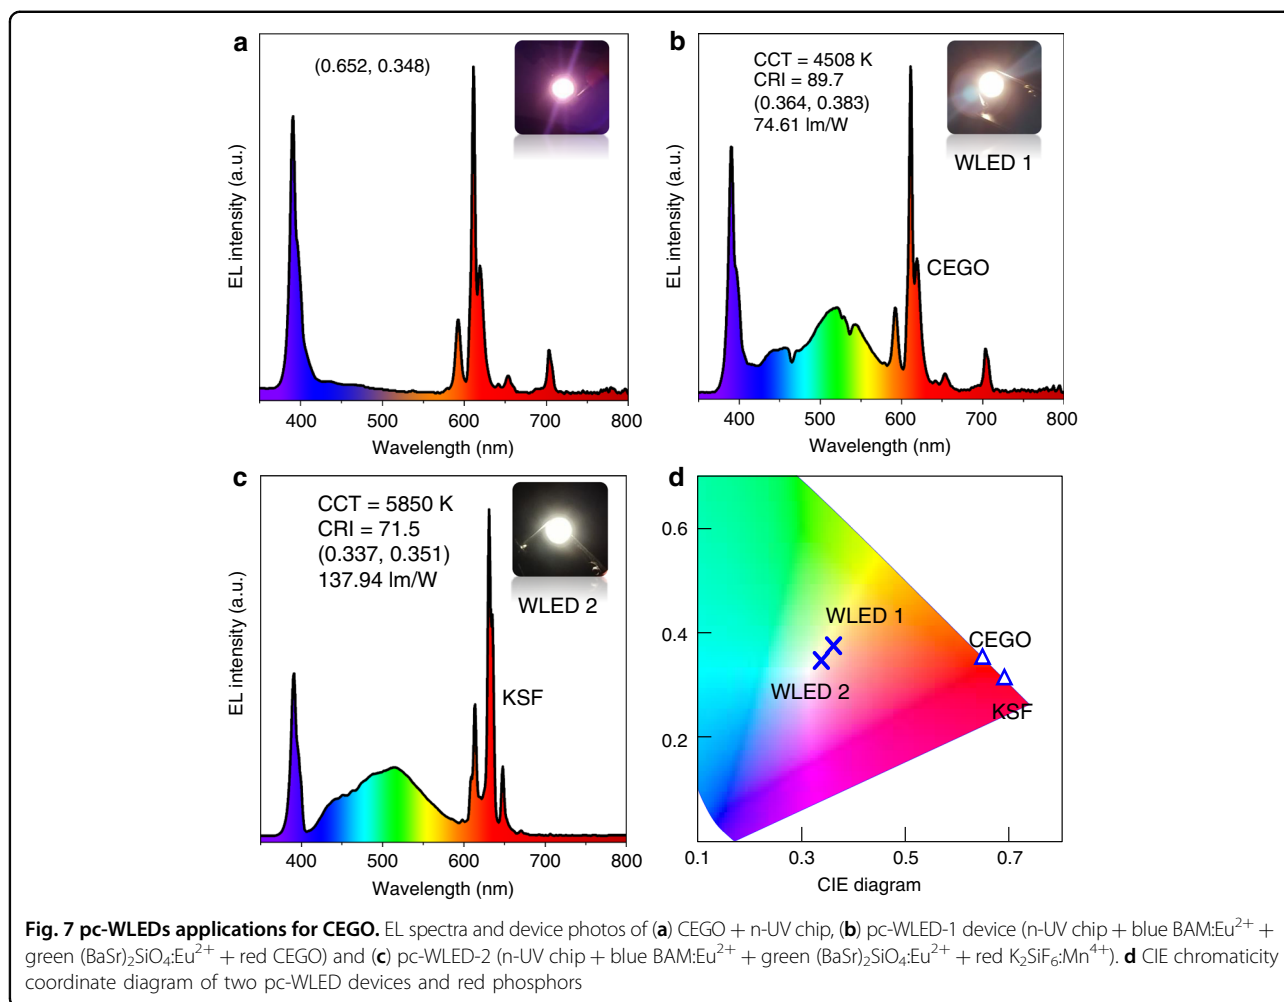 a
(0.652, 0.348)
EL intensity (a.u.)
400 500 600 700 800
Wavelength (nm)
b
CCT = 4508 K
CRI = 89.7
(0.364, 0.383)
74.61 lm/W
WLED 1
CEGO
EL intensity (a.u.)
400 500 600 700 800
Wavelength (nm)
c
CCT = 5850 K
CRI = 71.5
(0.337, 0.351)
137.94 lm/W
WLED 2
KSF
EL intensity (a.u.)
400 500 600 700 800
Wavelength (nm)
d
0.6
0.4
0.2
WLED 1
WLED 2
CEGO
KSF
0.1 0.3 0.5 0.7
CIE diagram
Fig. 7 pc-WLEDs applications for CEGO. EL spectra and device photos of (a) CEGO + n-UV chip, (b) pc-WLED-1 device (n-UV chip + blue BAM:Eu²⁺ +
green (BaSr)₂SiO₄:Eu²⁺ + red CEGO) and (c) pc-WLED-2 (n-UV chip + blue BAM:Eu²⁺ + green (BaSr)₂SiO₄:Eu²⁺ + red K₂SiF₆:Mn⁴⁺). d CIE chromaticity
coordinate diagram of two pc-WLED devices and red phosphors